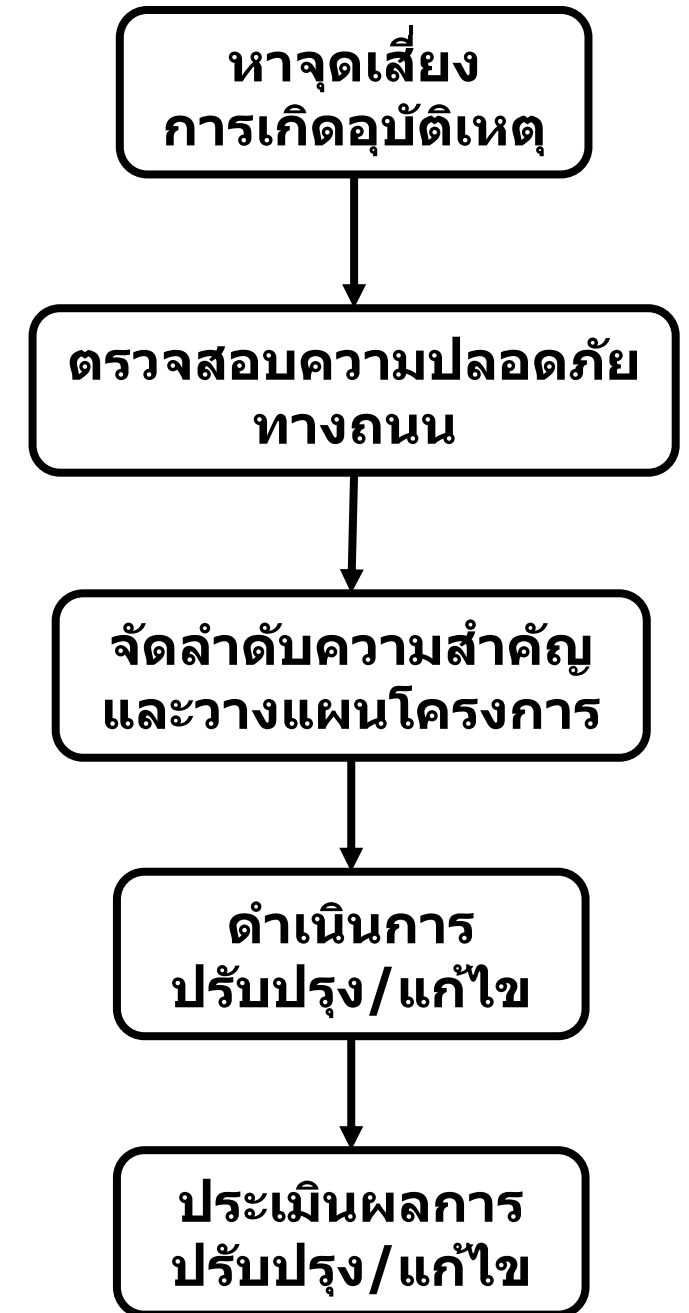 หาจุดเสี่ยง
การเกิดอุบัติเหตุ
ตรวจสอบความปลอดภัย
ทางถนน
จัดลำดับความสำคัญ
และวางแผนโครงการ
ดำเนินการ
ปรับปรุง/แก้ไข
ประเมินผลการ
ปรับปรุง/แก้ไข